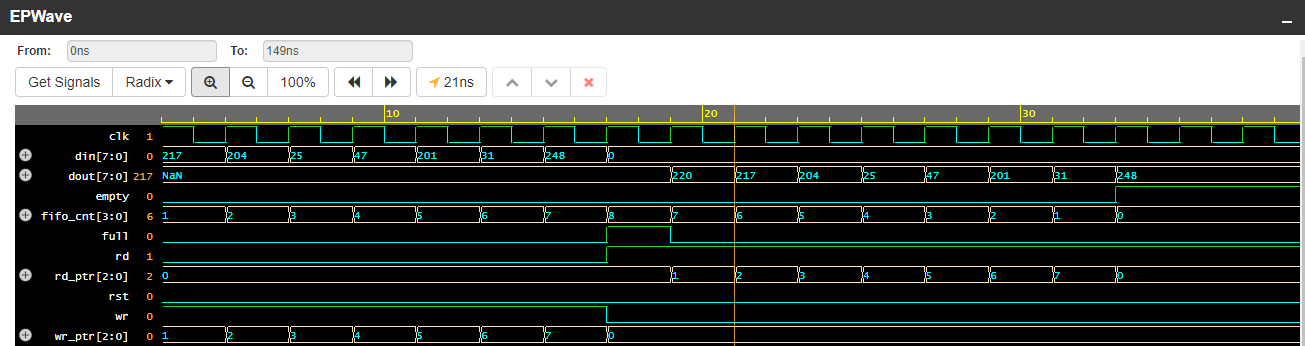 EPWave
From: 0ns To: 149ns
Get Signals Radix 100% 21ns
10 20 30
clk 1
din[7:0] 0 217 204 25 47 201 31 248 0
dout[7:0] 217 NaN 220 217 204 25 47 201 31 248
empty 0
fifo_cnt[3:0] 6 1 2 3 4 5 6 7 8 7 6 5 4 3 2 1 0
full 0
rd 1
rd_ptr[2:0] 2 0 1 2 3 4 5 6 7 0
rst 0
wr 0
wr_ptr[2:0] 0 1 2 3 4 5 6 7 0